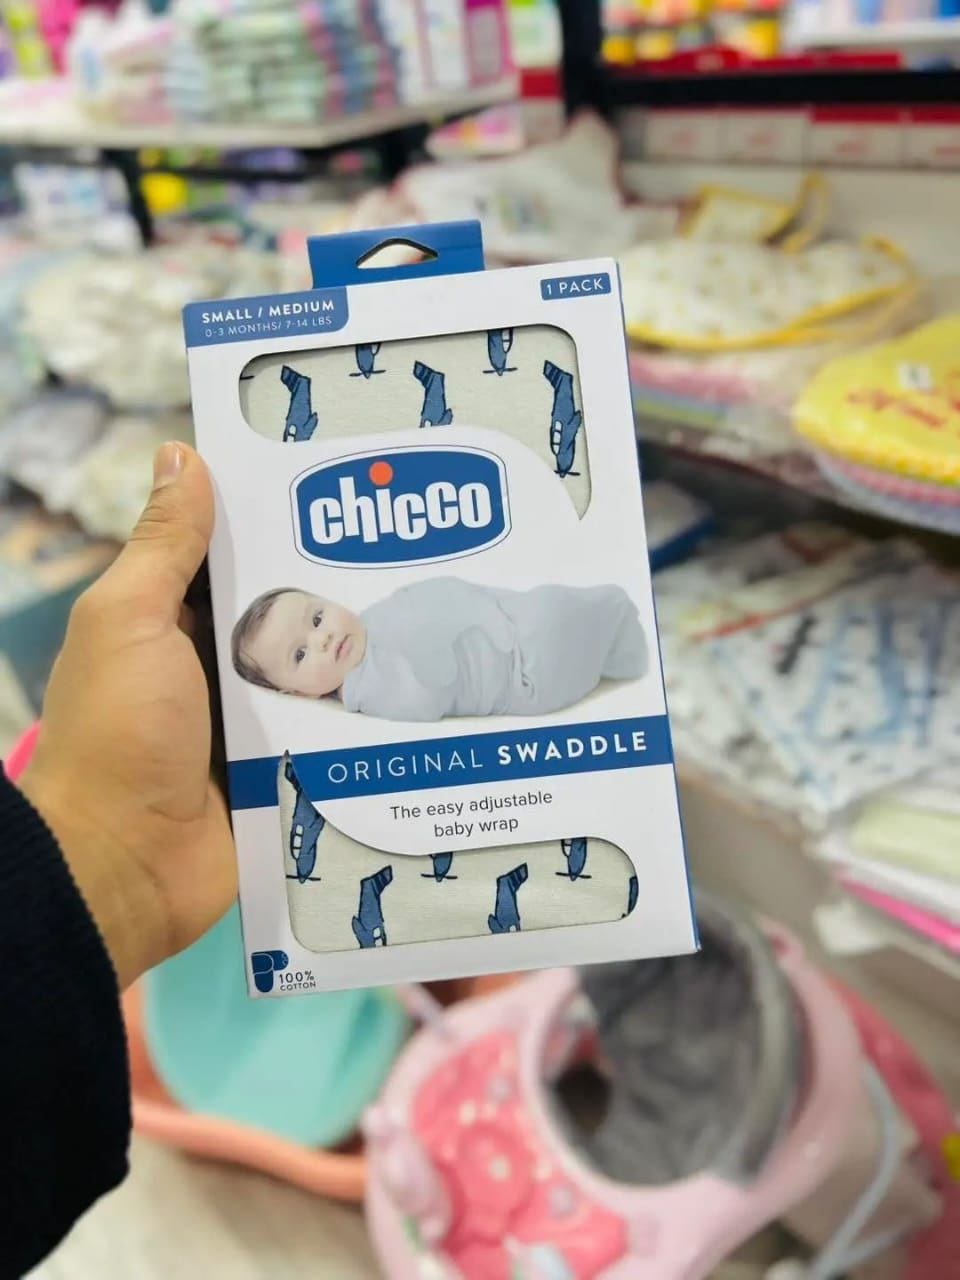 SMALL / MEDIUM
0-3 MONTHS/ 7-14 LBS
1 PACK
chicco
ORIGINAL SWADDLE
The easy adjustable
baby wrap
100%
COTTON